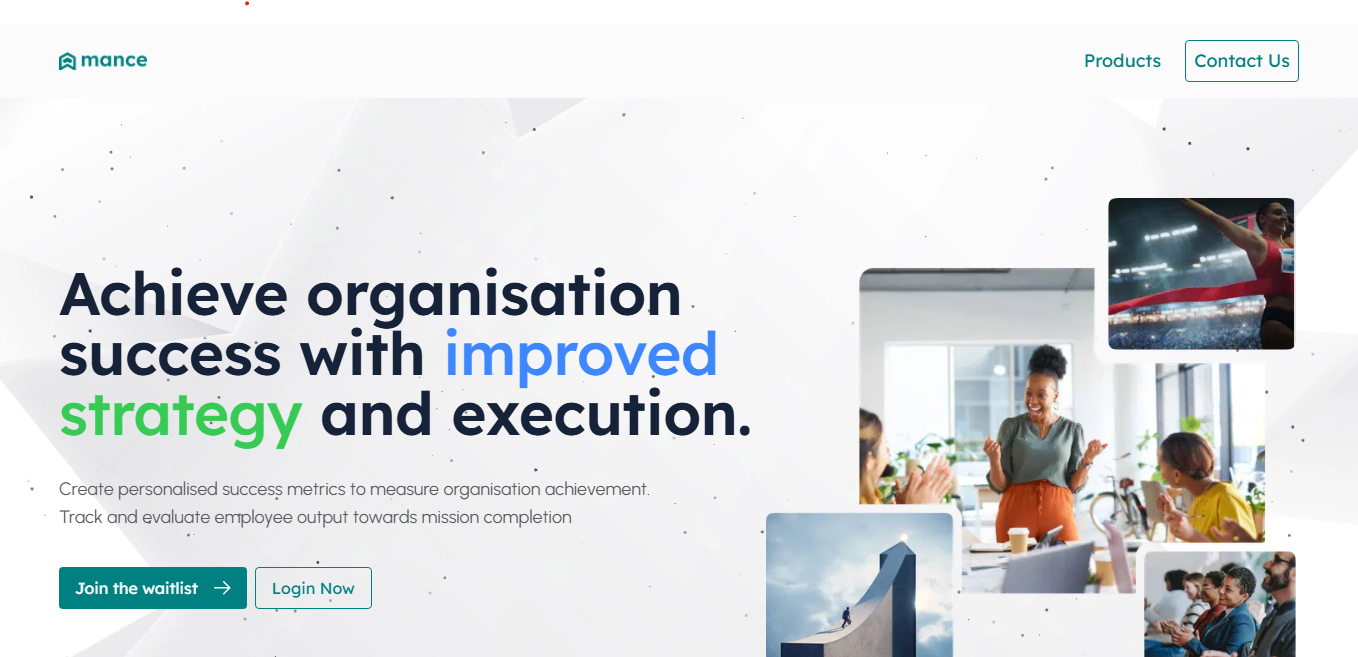 mance
Products
Contact Us
Achieve organisation
success with improved
strategy and execution.
Create personalised success metrics to measure organisation achievement.
Track and evaluate employee output towards mission completion
Join the waitlist →
Login Now